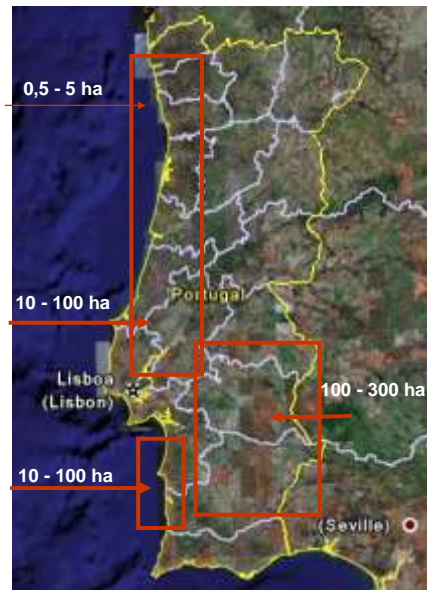 0,5 - 5 ha
10 - 100 ha
Portugal
Lisboa
(Lisbon)
100 - 300 ha
10 - 100 ha
(Seville)